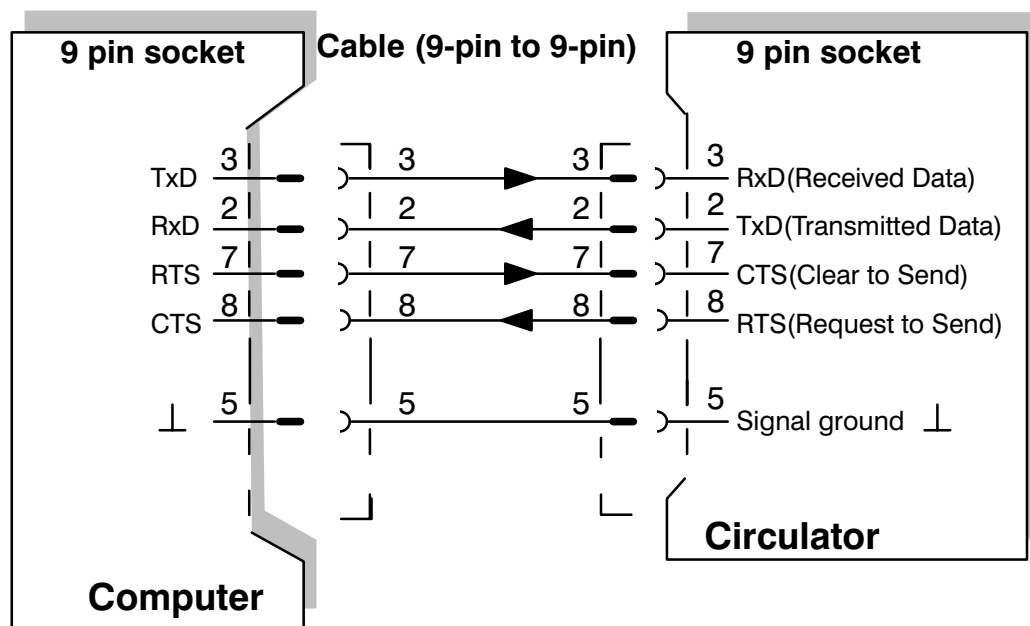 9 pin socket Cable (9-pin to 9-pin) 9 pin socket
TxD 3 3 3 3 RxD(Received Data)
RxD 2 2 2 2 TxD(Transmitted Data)
RTS 7 7 7 7 CTS(Clear to Send)
CTS 8 8 8 8 RTS(Request to Send)
5 5 5 5 Signal ground
Circulator
Computer